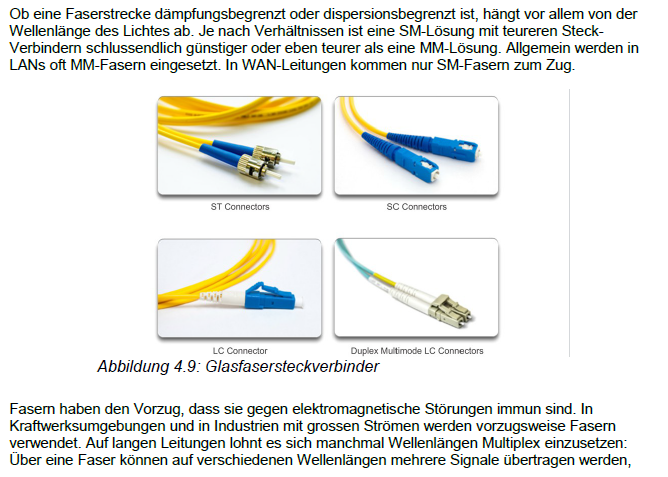 Ob eine Faserstrecke dämpfungsbegrenzt oder dispersionsbegrenzt ist, hängt vor allem von der
Wellenlänge des Lichtes ab. Je nach Verhältnissen ist eine SM-Lösung mit teureren Steck-
Verbindern schlussendlich günstiger oder eben teurer als eine MM-Lösung. Allgemein werden in
LANs oft MM-Fasern eingesetzt. In WAN-Leitungen kommen nur SM-Fasern zum Zug.
ST Connectors
SC Connectors
LC Connector
Duplex Multimode LC Connectors
Abbildung 4.9: Glasfasersteckverbinder
Fasern haben den Vorzug, dass sie gegen elektromagnetische Störungen immun sind. In
Kraftwerksumgebungen und in Industrien mit grossen Strömen werden vorzugsweise Fasern
verwendet. Auf langen Leitungen lohnt es sich manchmal Wellenlängen Multiplex einzusetzen:
Über eine Faser können auf verschiedenen Wellenlängen mehrere Signale übertragen werden,